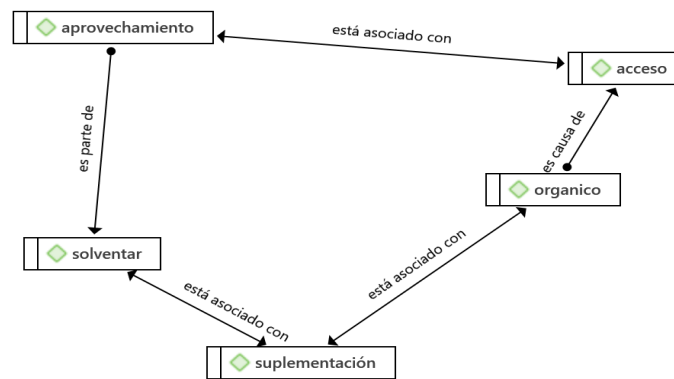 aprovechamiento
está asociado con
acceso
es parte de
es causa de
organico
solventar
está asociado con
está asociado con
suplementación